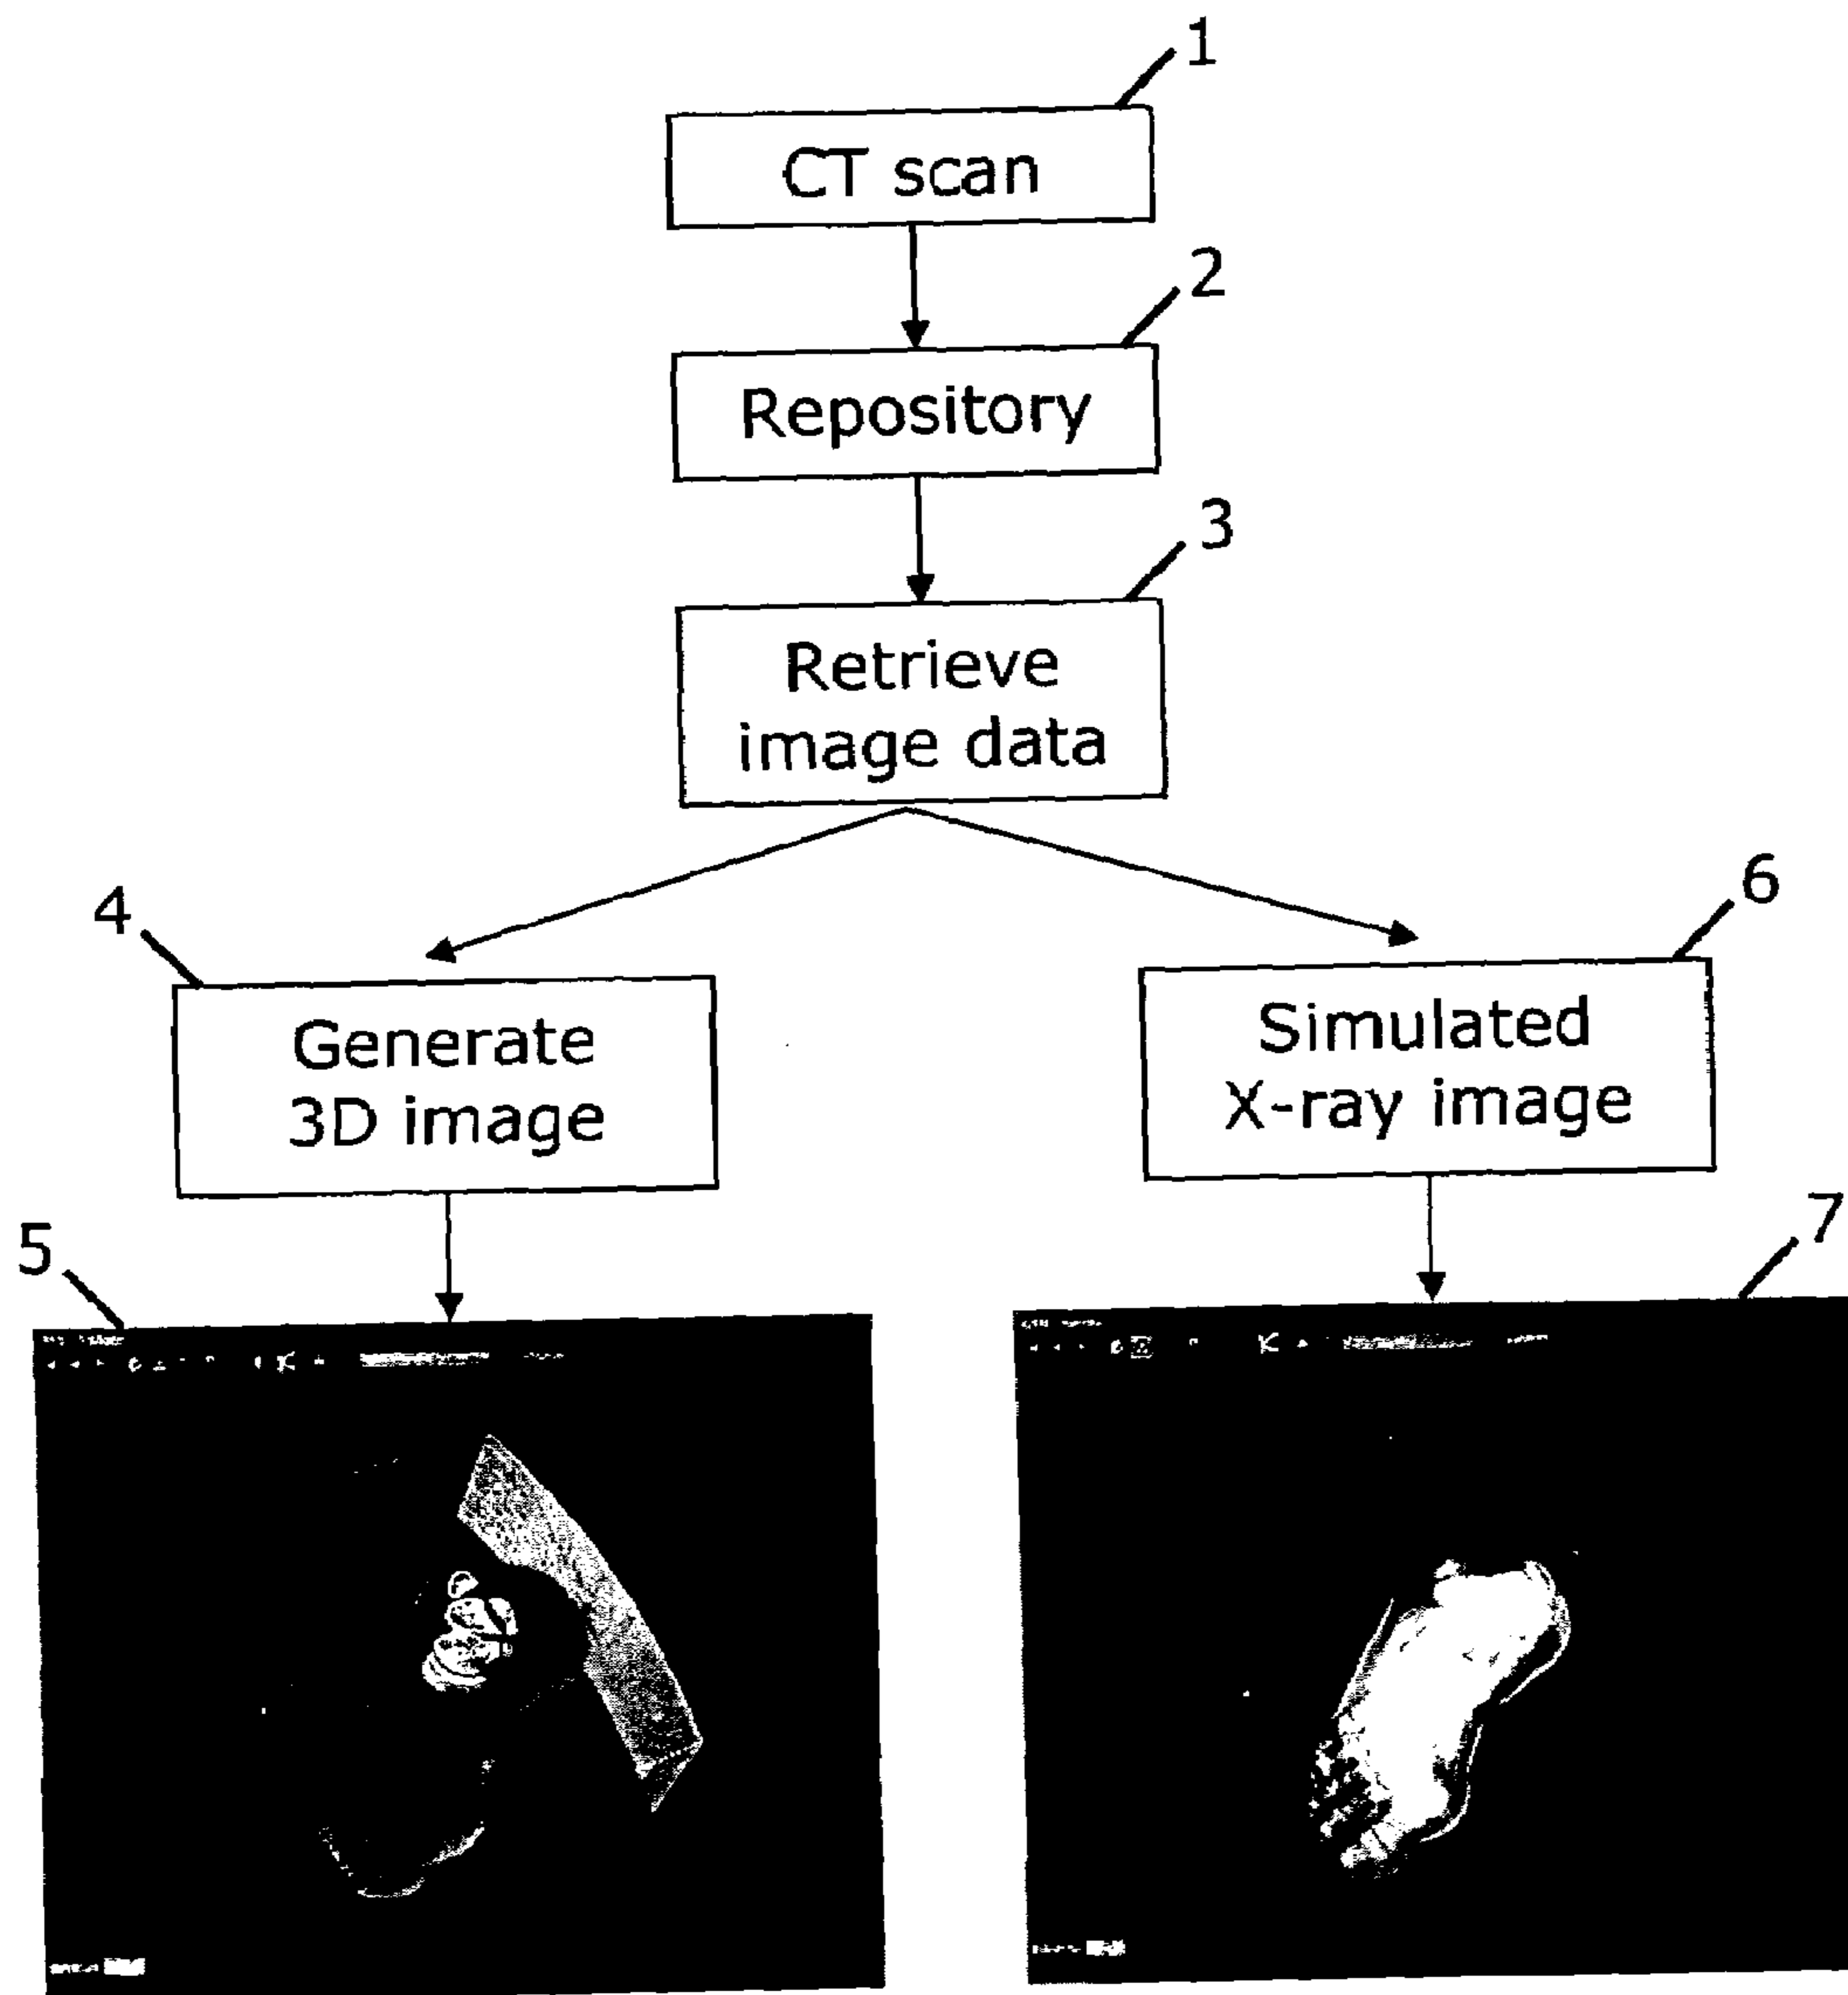 1
CT scan
2
Repository
3
Retrieve
image data
4
6
Generate
3D image
Simulated
X-ray image
5
7